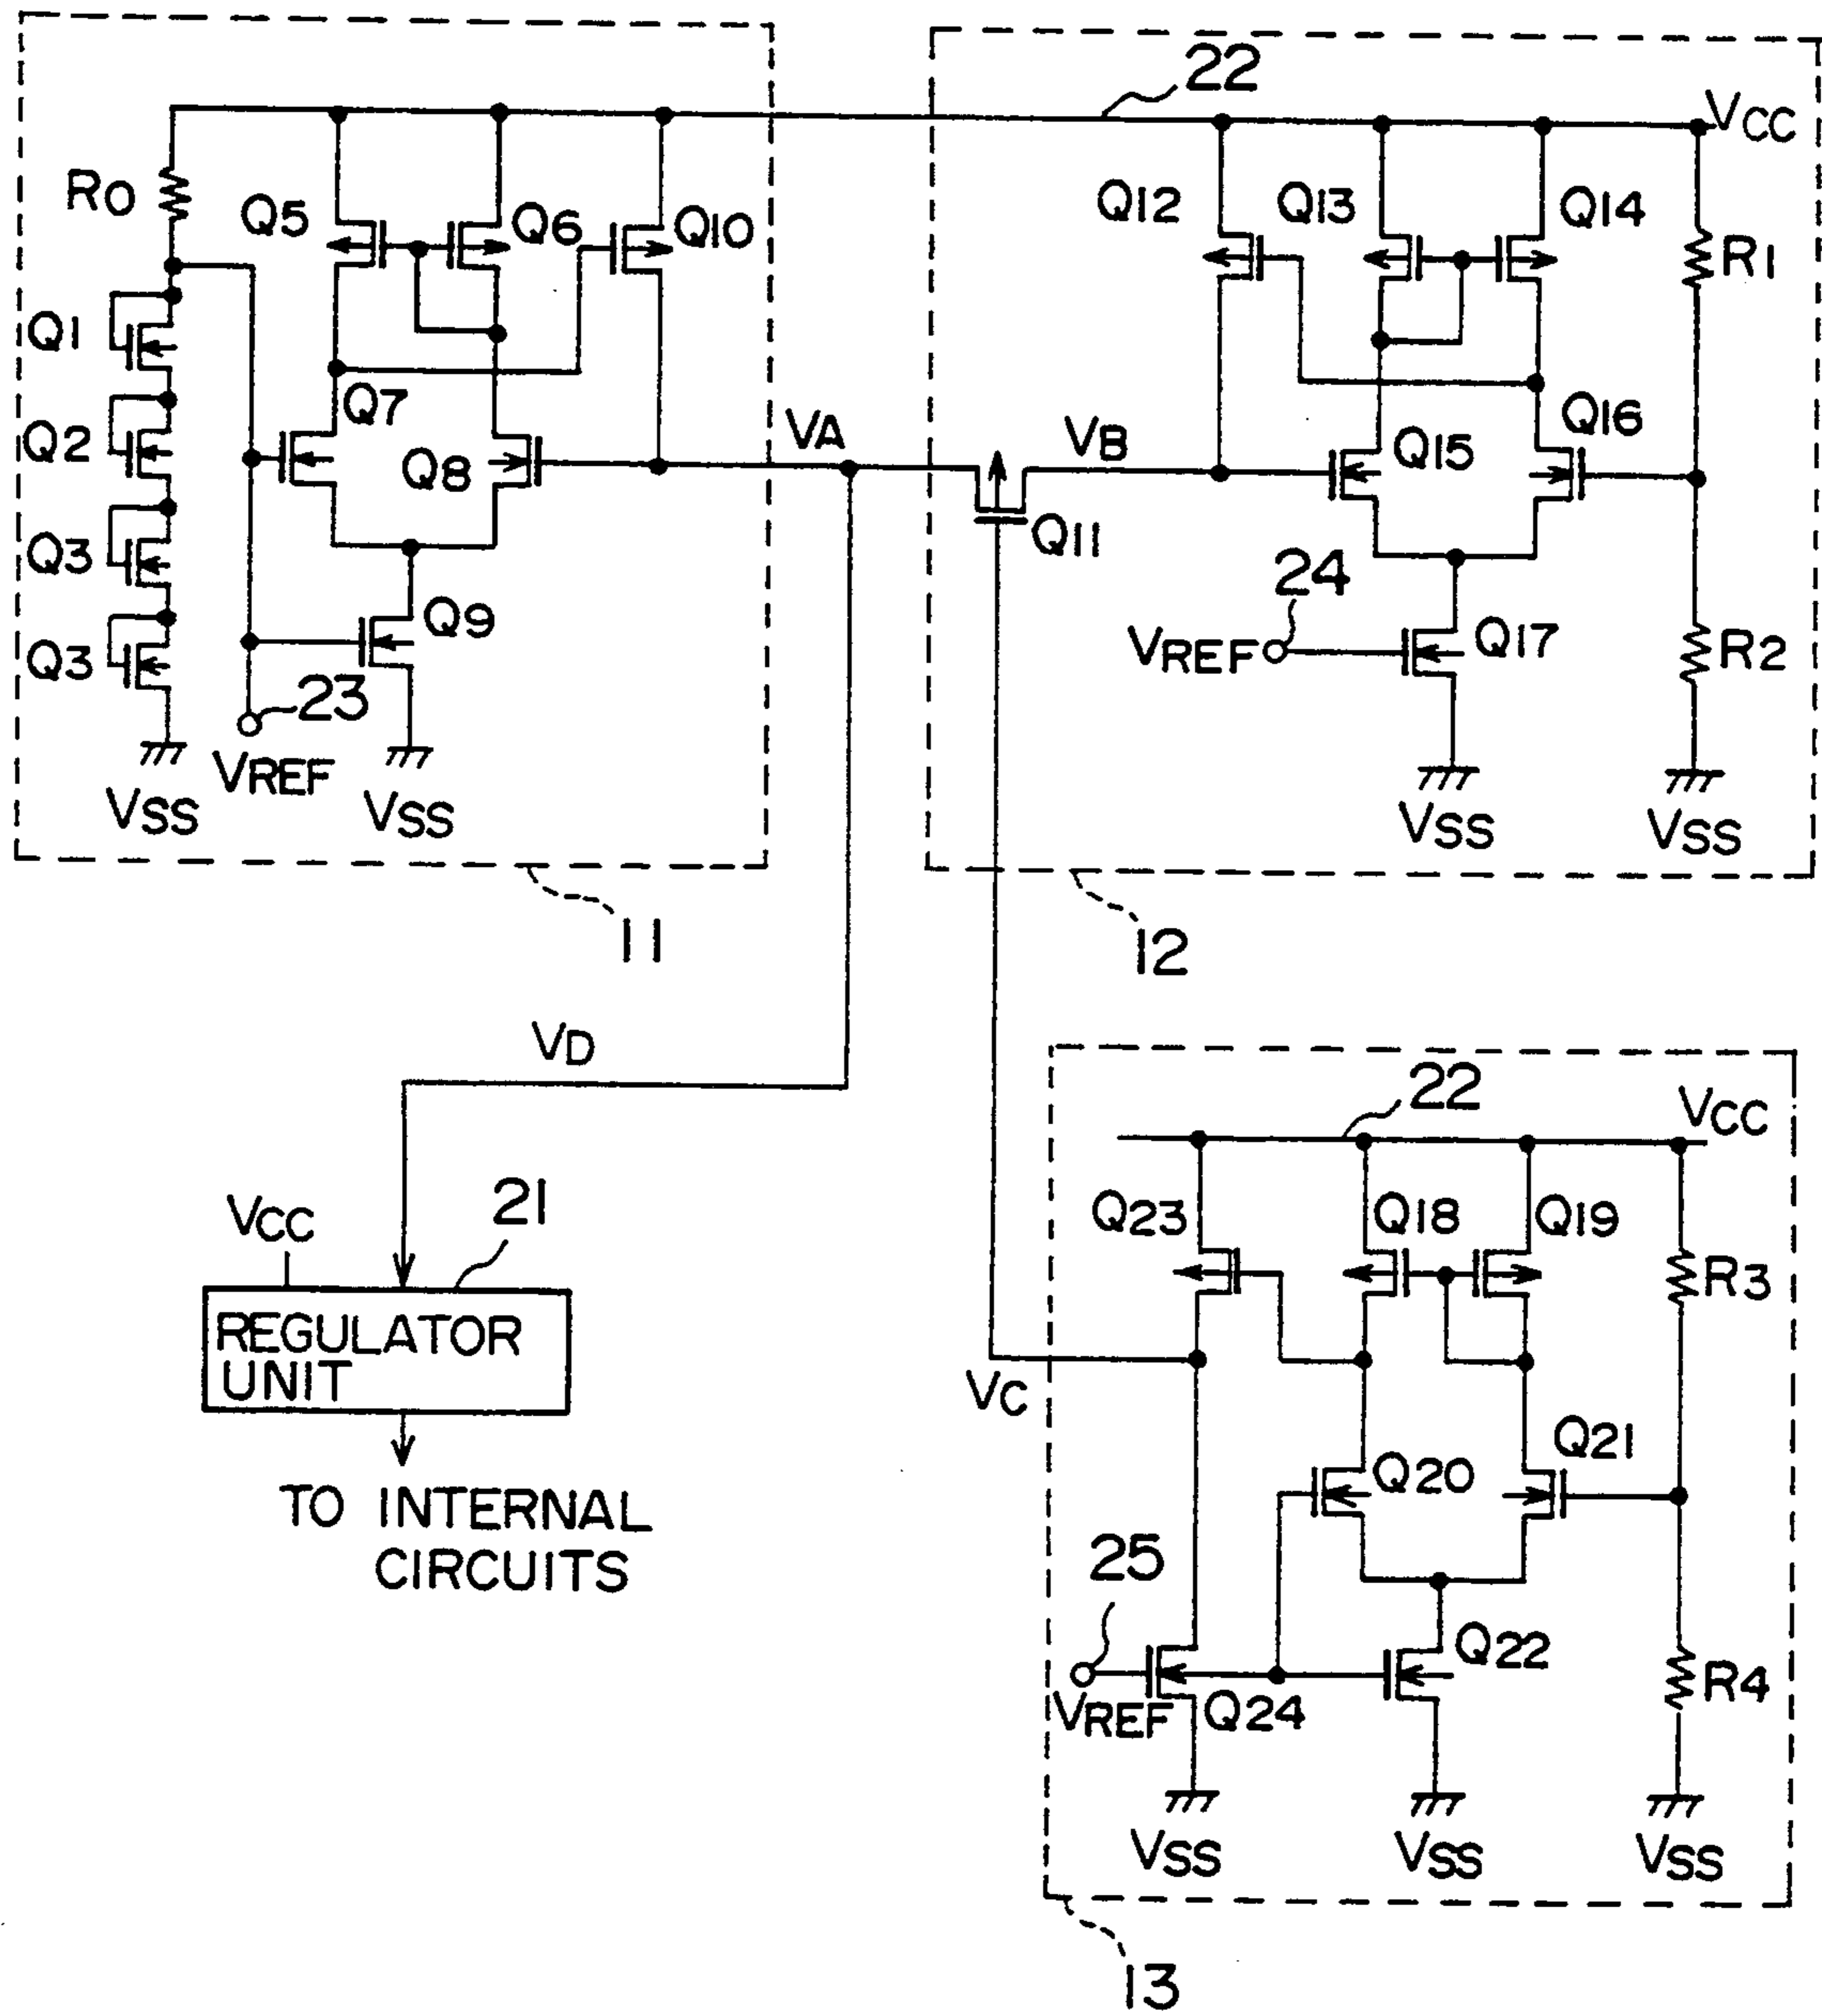 22
VCC
R0
Q5
Q6
Q10
Q12
Q13
Q14
R1
Q1
Q7
VA
VB
Q16
Q2
Q8
Q15
Q11
Q3
24
Q9
VREF
Q17
R2
Q3
23
VREF
VSS
VSS
VSS
VSS
11
12
VD
22
VCC
VCC
21
Q23
Q18
Q19
R3
REGULATOR
UNIT
VC
Q20
Q21
TO INTERNAL
CIRCUITS
25
Q22
VREF
Q24
R4
VSS
VSS
VSS
13